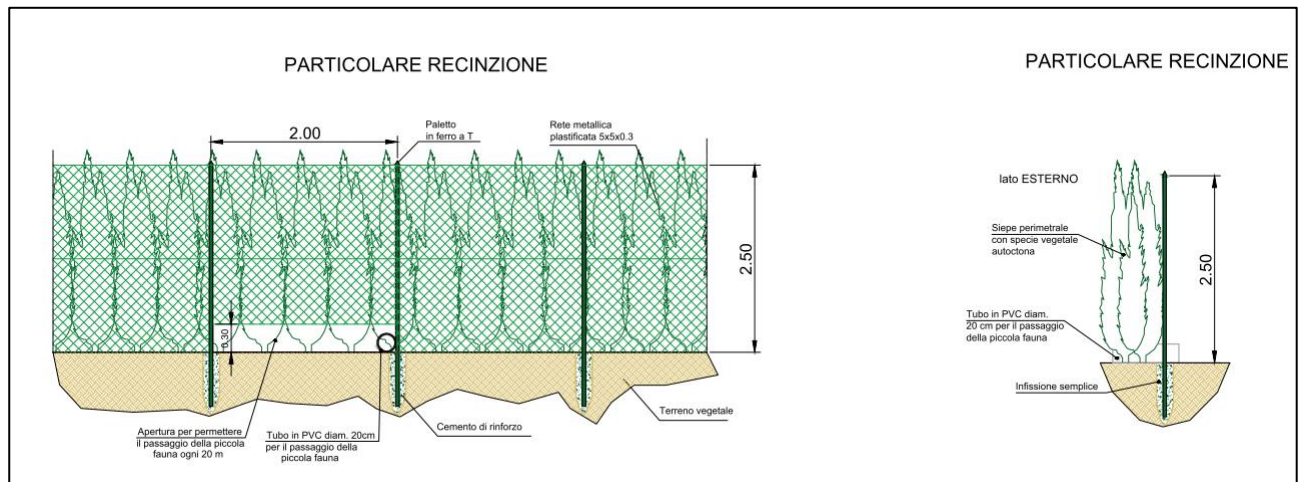 PARTICOLARE RECINZIONE
2.00
Paletto
in ferro a T
Rete metallica
plastificata 5x5x0.3
2.50
0,30
Apertura per permettere
il passaggio della piccola
fauna ogni 20 m
Tubo in PVC diam. 20cm
per il passaggio della
piccola fauna
Cemento di rinforzo
Terreno vegetale
PARTICOLARE RECINZIONE
lato ESTERNO
Siepe perimetrale
con specie vegetale
autoctona
2.50
Tubo in PVC diam.
20 cm per il passaggio
della piccola fauna
Infissione semplice